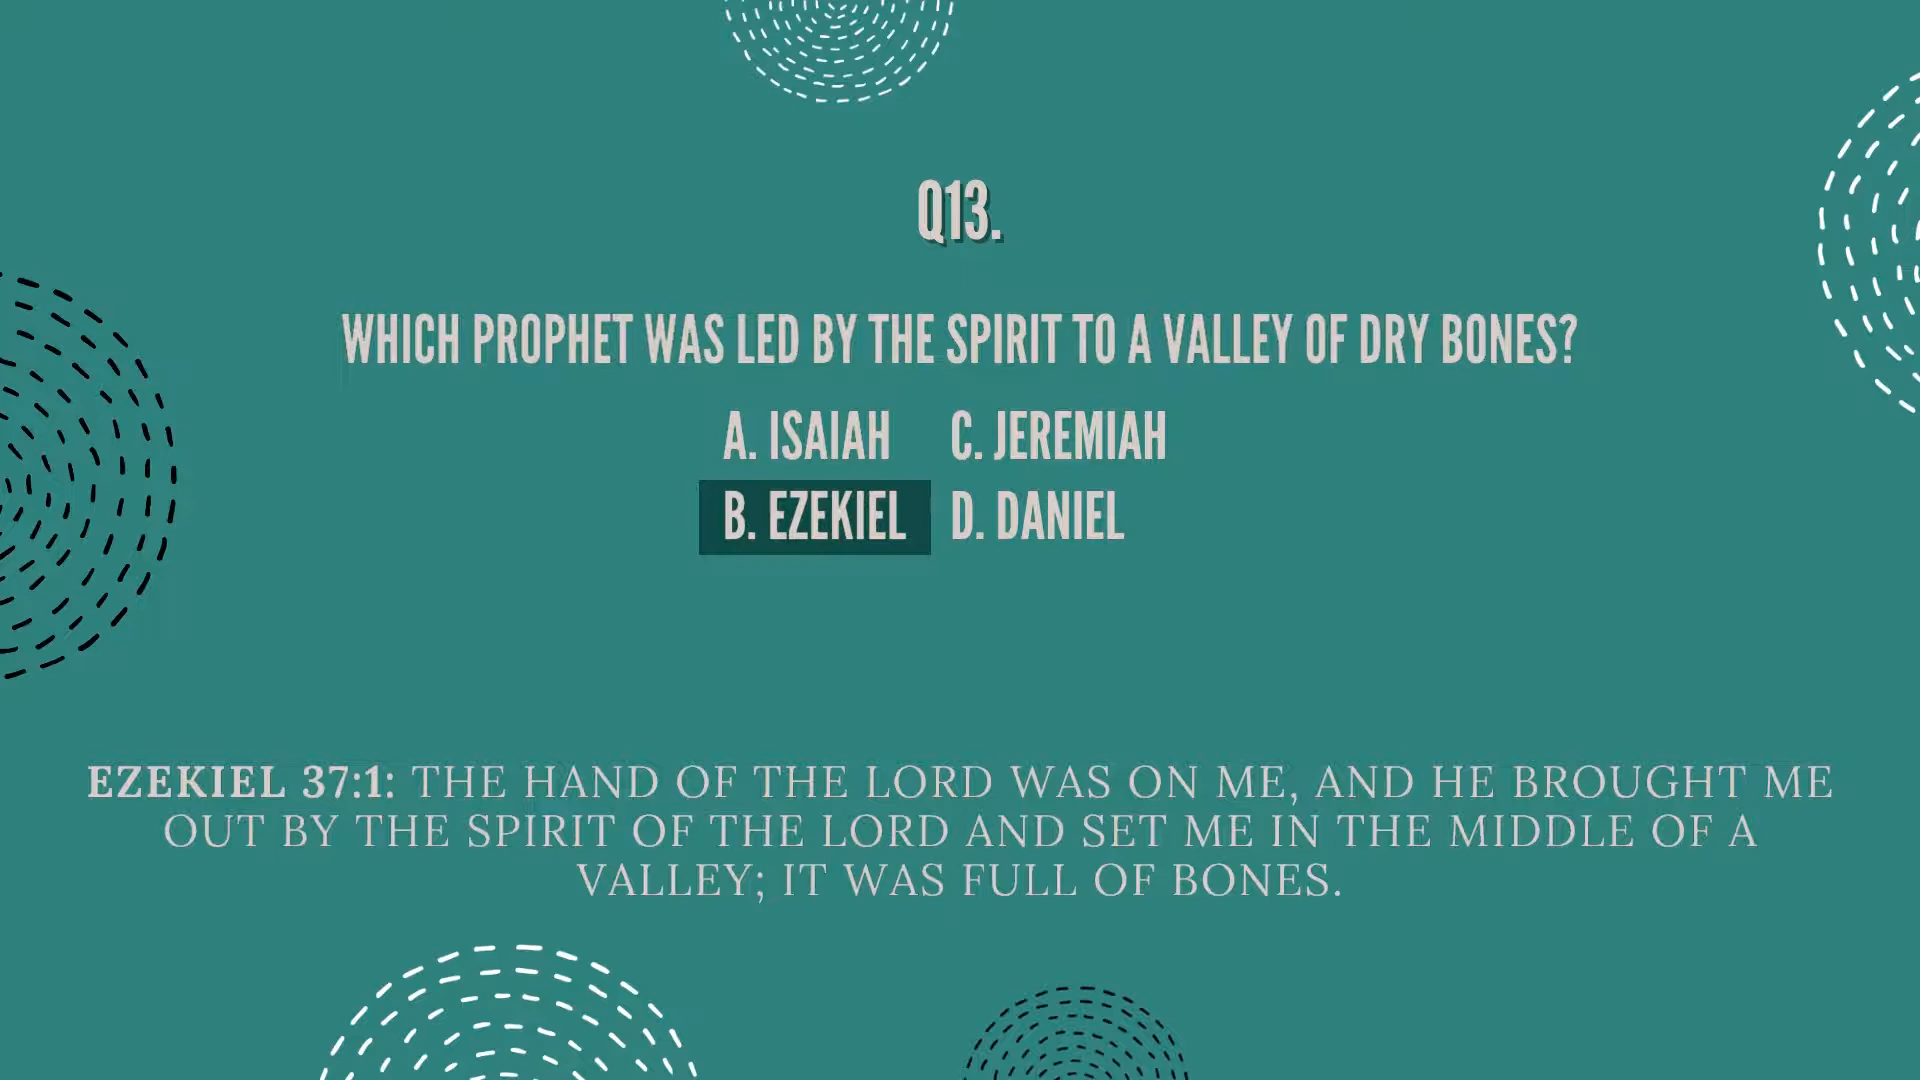 Q13.
WHICH PROPHET WAS LED BY THE SPIRIT TO A VALLEY OF DRY BONES?
A. ISAIAH C. JEREMIAH
B. EZEKIEL D. DANIEL
EZEKIEL 37:1: THE HAND OF THE LORD WAS ON ME, AND HE BROUGHT ME
OUT BY THE SPIRIT OF THE LORD AND SET ME IN THE MIDDLE OF A
VALLEY; IT WAS FULL OF BONES.